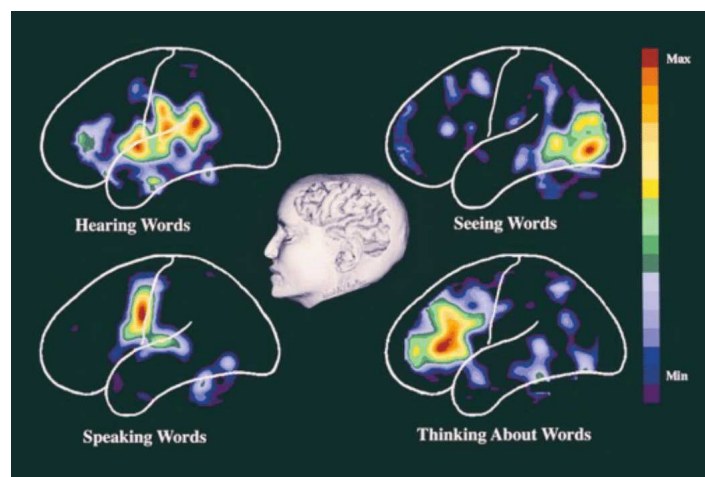 Hearing Words
Seeing Words
Max
Speaking Words
Thinking About Words
Min